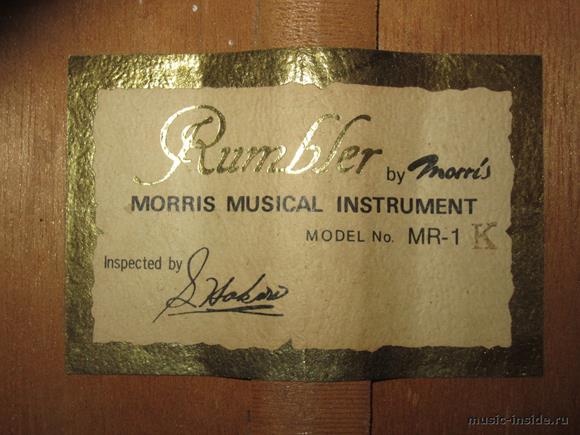 Rumbler by Morris
MORRIS MUSICAL INSTRUMENT
MODEL No. MR-1 K
Inspected by
music-inside.ru